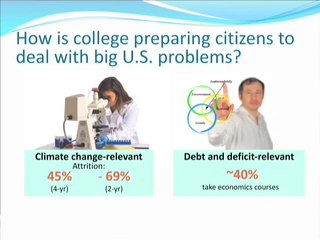 How is college preparing citizens to
deal with big U.S. problems?
Climate change-relevant
Attrition:
45% - 69%
(4-yr) (2-yr)
Debt and deficit-relevant
~40%
take economics courses